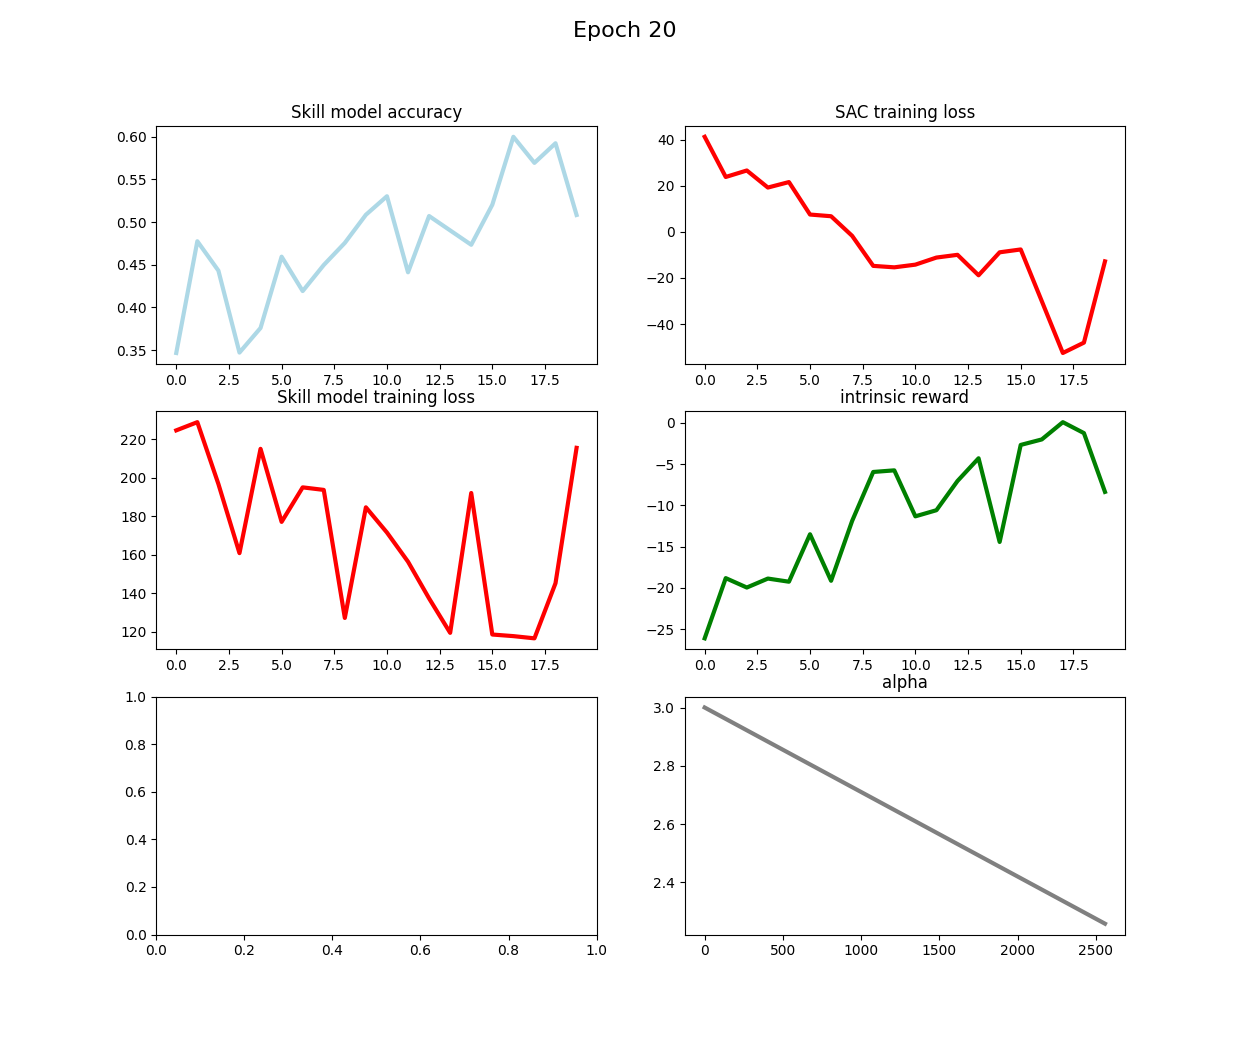 Epoch 20
Skill model accuracy
0.60
0.55
0.50
0.45
0.40
0.35
0.0 2.5 5.0 7.5 10.0 12.5 15.0 17.5
SAC training loss
40
20
0
−20
−40
0.0 2.5 5.0 7.5 10.0 12.5 15.0 17.5
Skill model training loss
220
200
180
160
140
120
0.0 2.5 5.0 7.5 10.0 12.5 15.0 17.5
intrinsic reward
0
−5
−10
−15
−20
−25
0.0 2.5 5.0 7.5 10.0 12.5 15.0 17.5
1.0
0.8
0.6
0.4
0.2
0.0
0.0 0.2 0.4 0.6 0.8 1.0
alpha
3.0
2.8
2.6
2.4
0 500 1000 1500 2000 2500